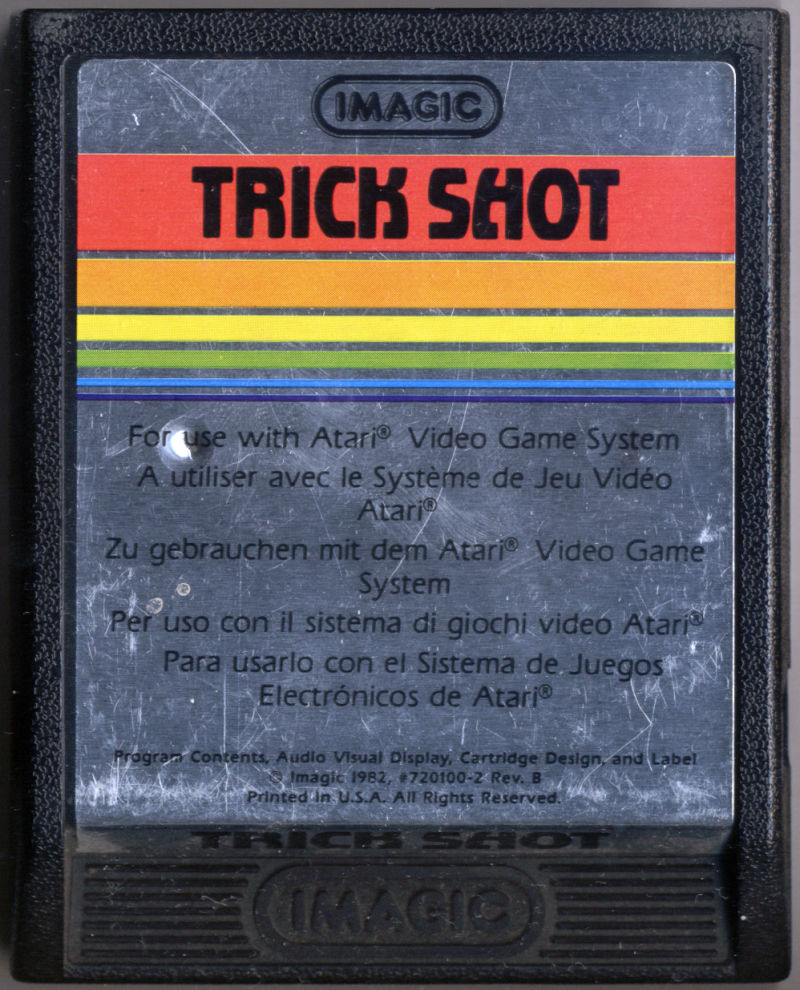 IMAGIC
TRICK SHOT
For use with Atari® Video Game System
A utiliser avec le Système de Jeu Vidéo
Atari®
Zu gebrauchen mit dem Atari® Video Game
System
Per uso con il sistema di giochi video Atari®
Para usarlo con el Sistema de Juegos
Electrónicos de Atari®
Program Contents, Audio Visual Display, Cartridge Design, and Label
© Imagic 1982, #720100-2 Rev. B
Printed in U.S.A. All Rights Reserved.
TRICK SHOT
IMAGIC